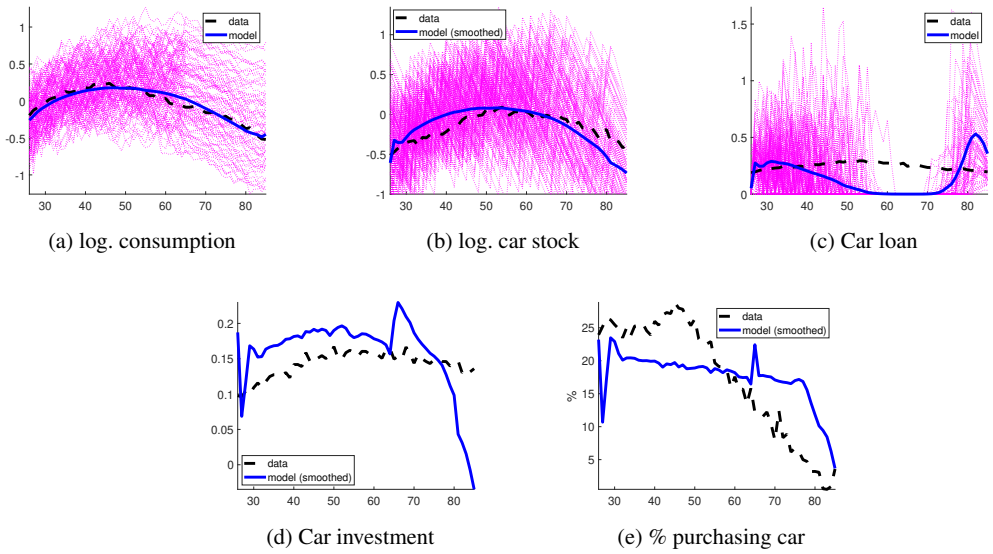 data
model
1
0.5
0
-0.5
-1
30 40 50 60 70 80
(a) log. consumption
data
model (smoothed)
1
0.5
0
-0.5
-1
30 40 50 60 70 80
(b) log. car stock
data
model
1.5
1
0.5
0
30 40 50 60 70 80
(c) Car loan
0.2
0.15
0.1
0.05
0
data
model (smoothed)
30 40 50 60 70 80
(d) Car investment
data
model (smoothed)
25
20
15
10
5
%
30 40 50 60 70 80
(e) % purchasing car